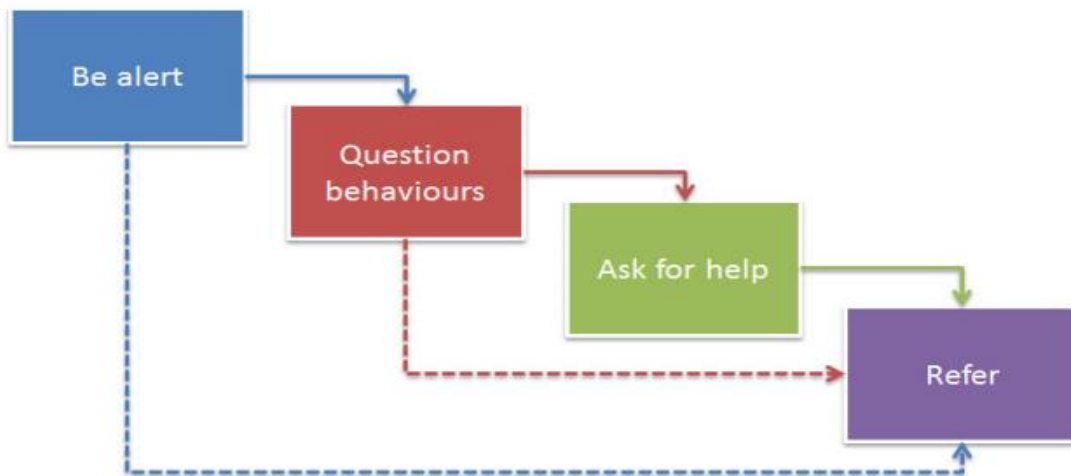 Be alert
Question
behaviours
Ask for help
Refer